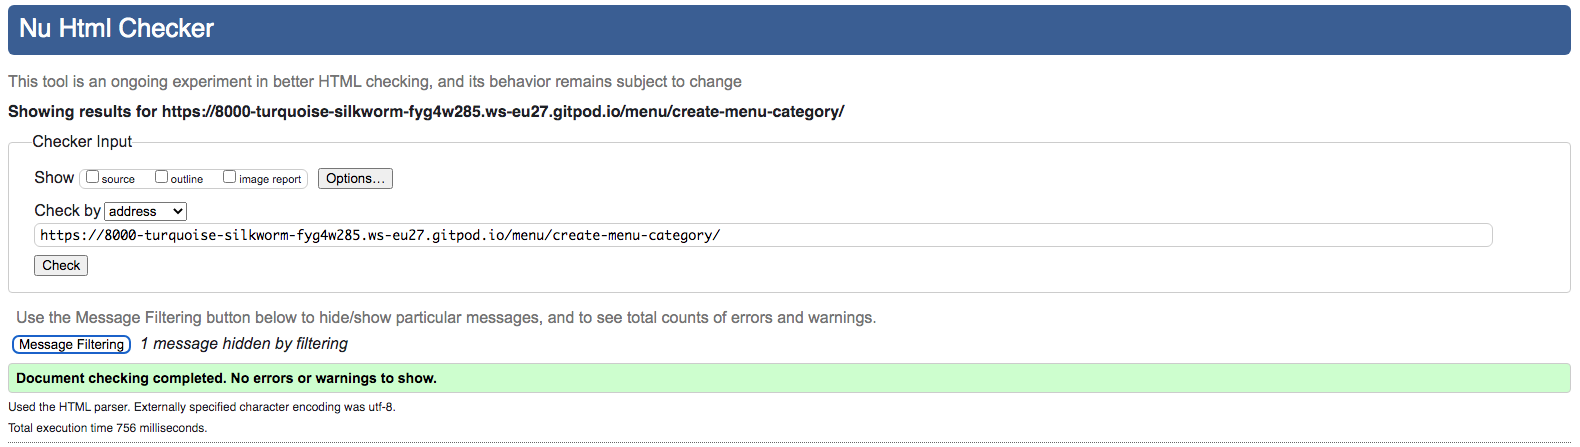 Nu Html Checker
This tool is an ongoing experiment in better HTML checking, and its behavior remains subject to change
Showing results for https://8000-turquoise-silkworm-fyg4w285.ws-eu27.gitpod.io/menu/create-menu-category/
Checker Input
Show source outline image report Options...
Check by address
https://8000-turquoise-silkworm-fyg4w285.ws-eu27.gitpod.io/menu/create-menu-category/
Check
Use the Message Filtering button below to hide/show particular messages, and to see total counts of errors and warnings.
Message Filtering 1 message hidden by filtering
Document checking completed. No errors or warnings to show.
Used the HTML parser. Externally specified character encoding was utf-8.
Total execution time 756 milliseconds.